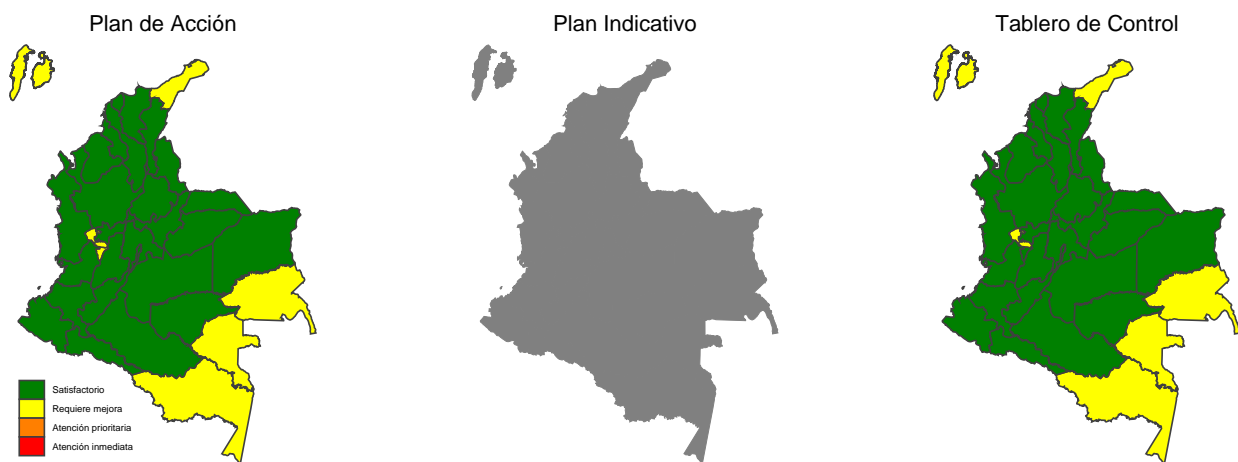 Plan de Acción
Plan Indicativo
Tablero de Control
Satisfactorio
Requiere mejora
Atención prioritaria
Atención inmediata